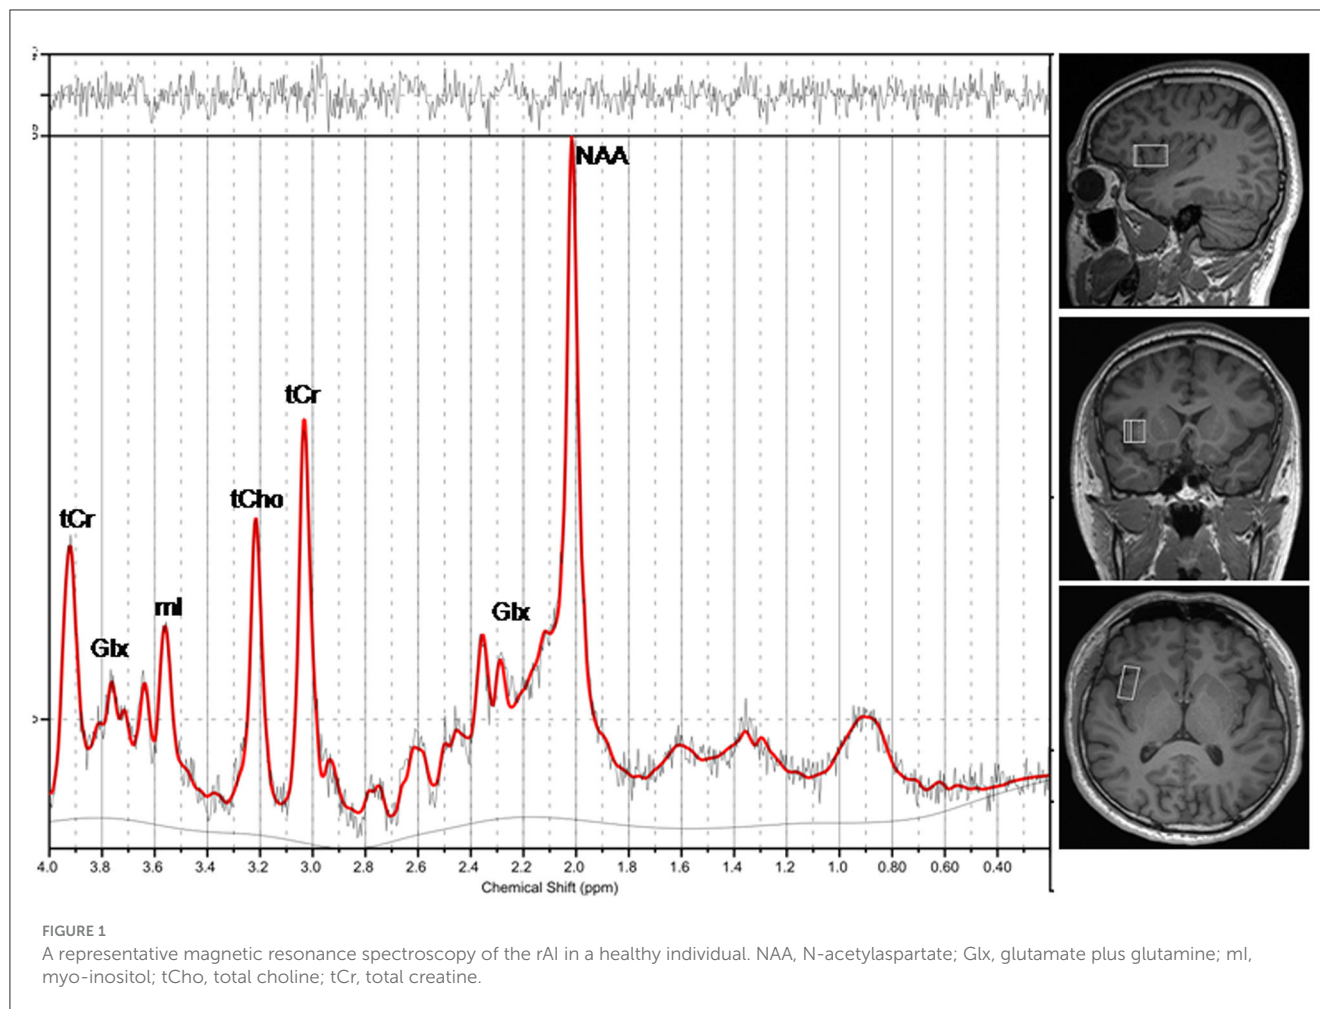 NAA
tCr
tCho
tCr
ml
Glx
Glx
4.0 3.8 3.6 3.4 3.2 3.0 2.8 2.6 2.4 2.2 2.0 1.8 1.6 1.4 1.2 1.0 0.80 0.60 0.40
Chemical Shift (ppm)
FIGURE 1
A representative magnetic resonance spectroscopy of the rAI in a healthy individual. NAA, N-acetylaspartate; Glx, glutamate plus glutamine; mI,
myo-inositol; tCho, total choline; tCr, total creatine.